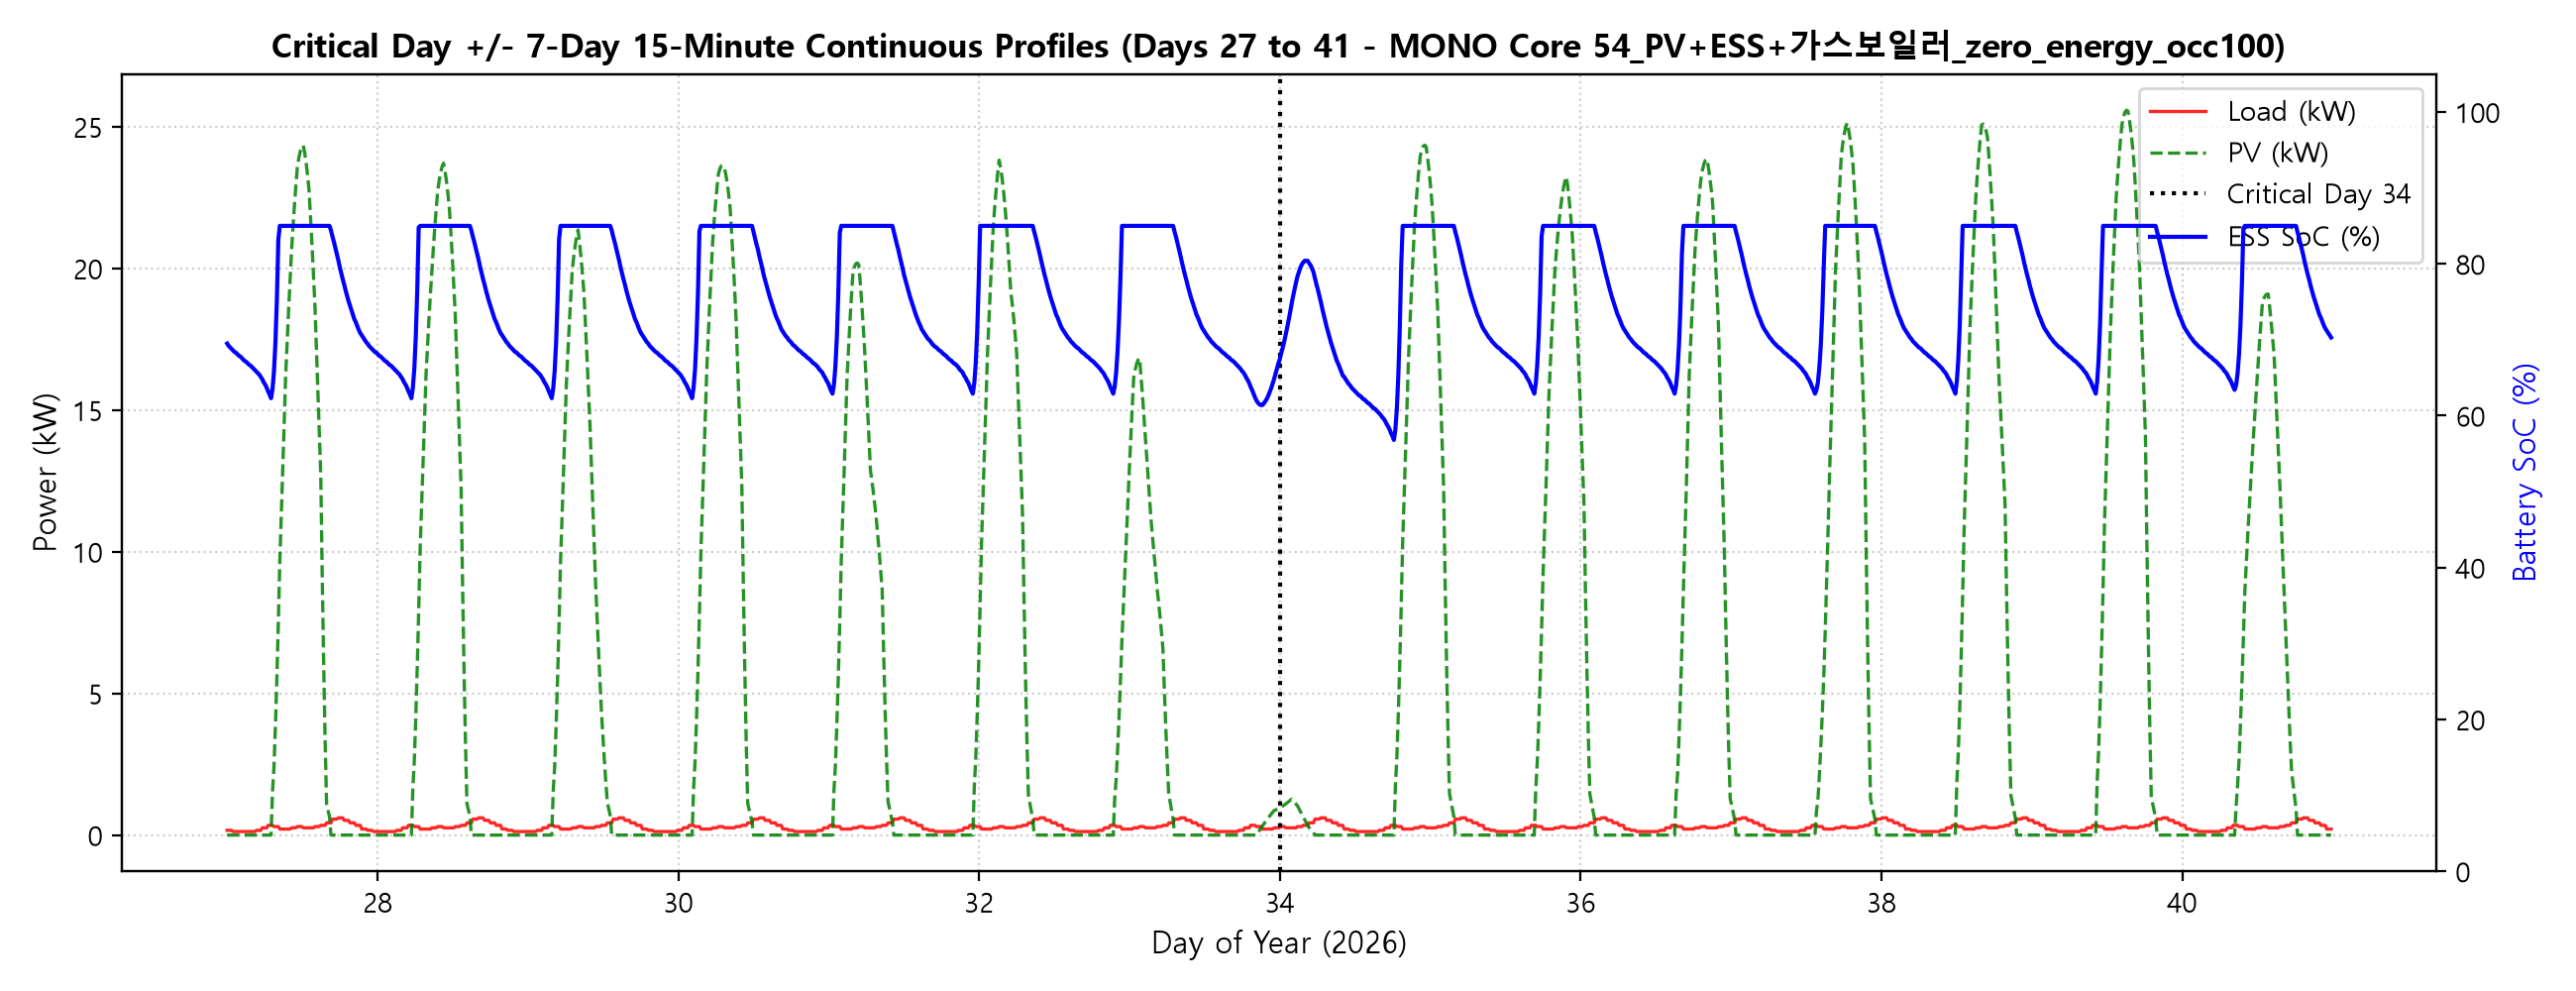 Critical Day +/- 7-Day 15-Minute Continuous Profiles (Days 27 to 41 - MONO Core 54_PV+ESS+가스보일러_zero_energy_occ100)
Load (kW)
PV (kW)
Critical Day 34
ESS SoC (%)
Power (kW)
25
20
15
10
5
0
Battery SoC (%)
100
80
60
40
20
0
28
30
32
34
36
38
40
Day of Year (2026)